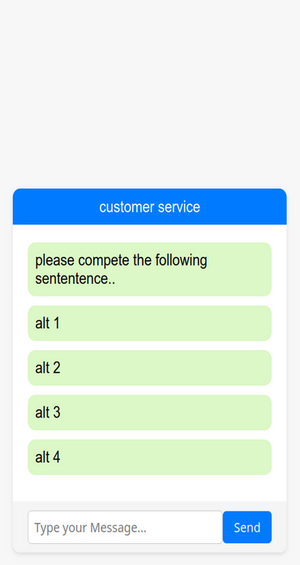 customer service
please compete the following
sententence..
alt 1
alt 2
alt 3
alt 4
Type your Message...
Send